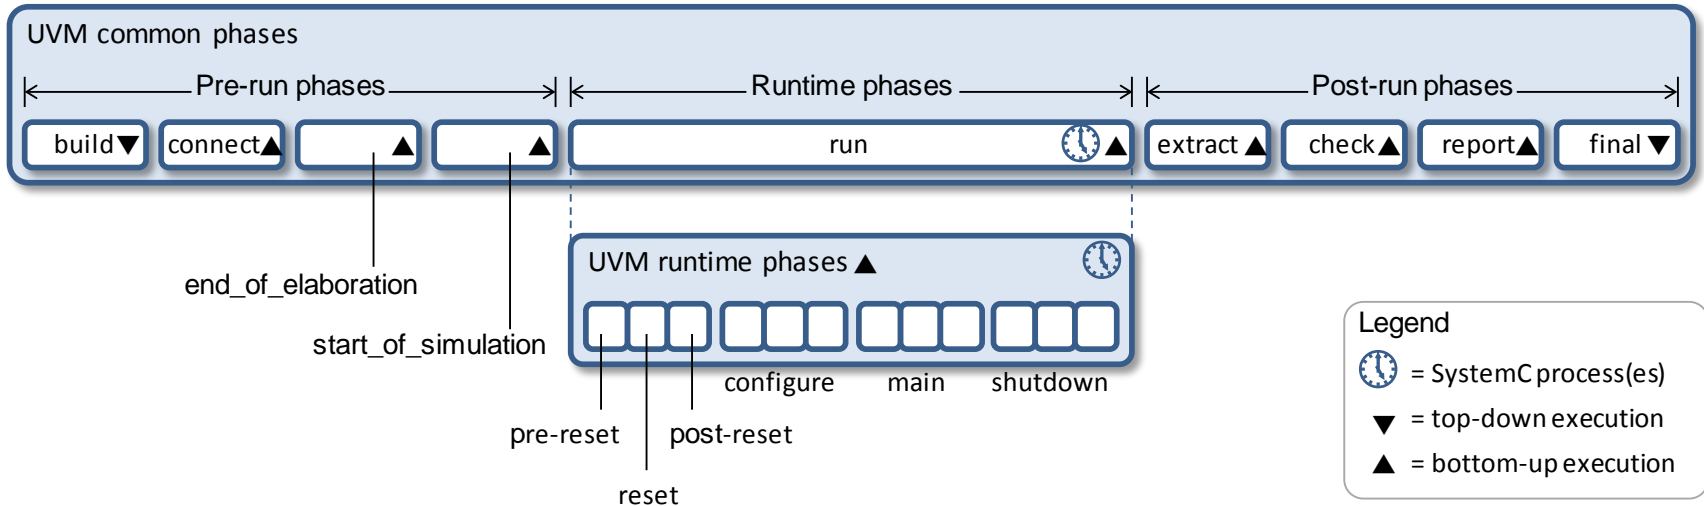 UVM common phases
Pre-run phases
Runtime phases
Post-run phases
build
connect
run
extract
check
report
final
end_of_elaboration
start_of_simulation
UVM runtime phases
configure
main
shutdown
pre-reset
post-reset
reset
Legend
= SystemC process(es)
= top-down execution
= bottom-up execution